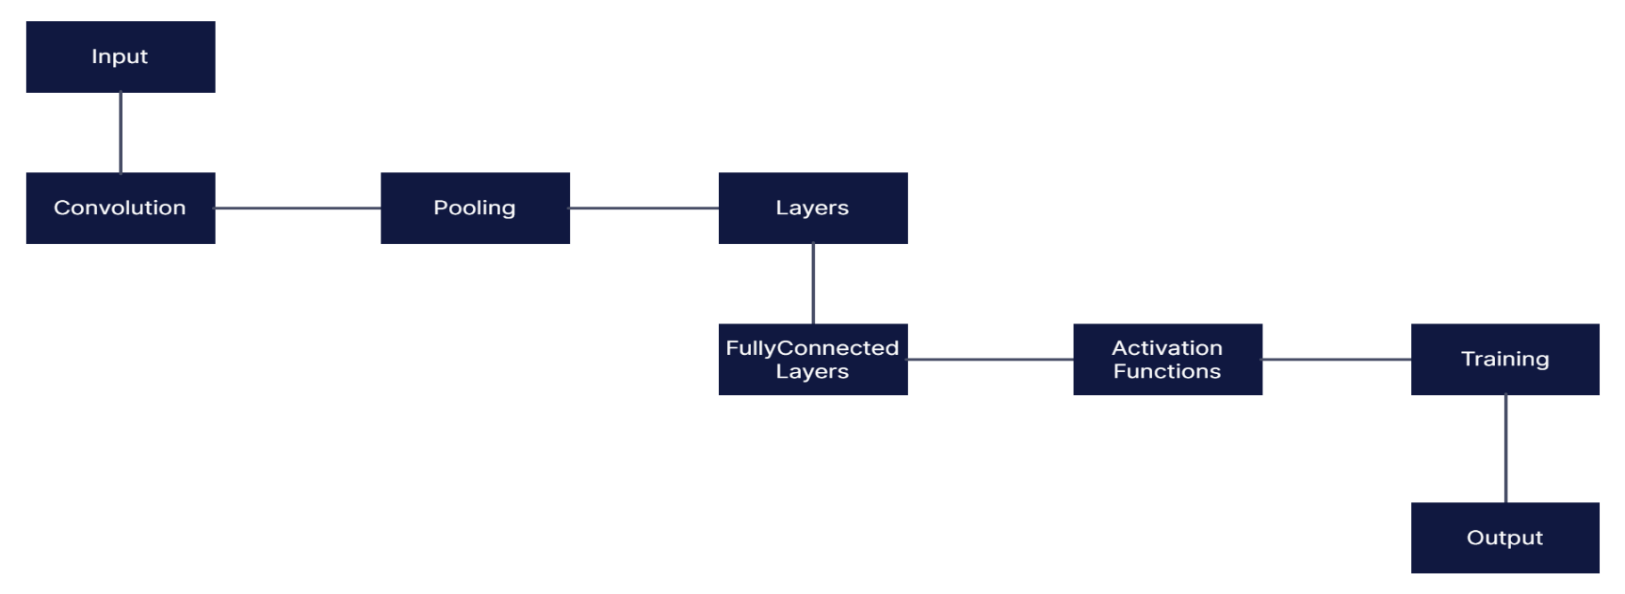 Input
Convolution
Pooling
Layers
FullyConnected
Layers
Activation
Functions
Training
Output